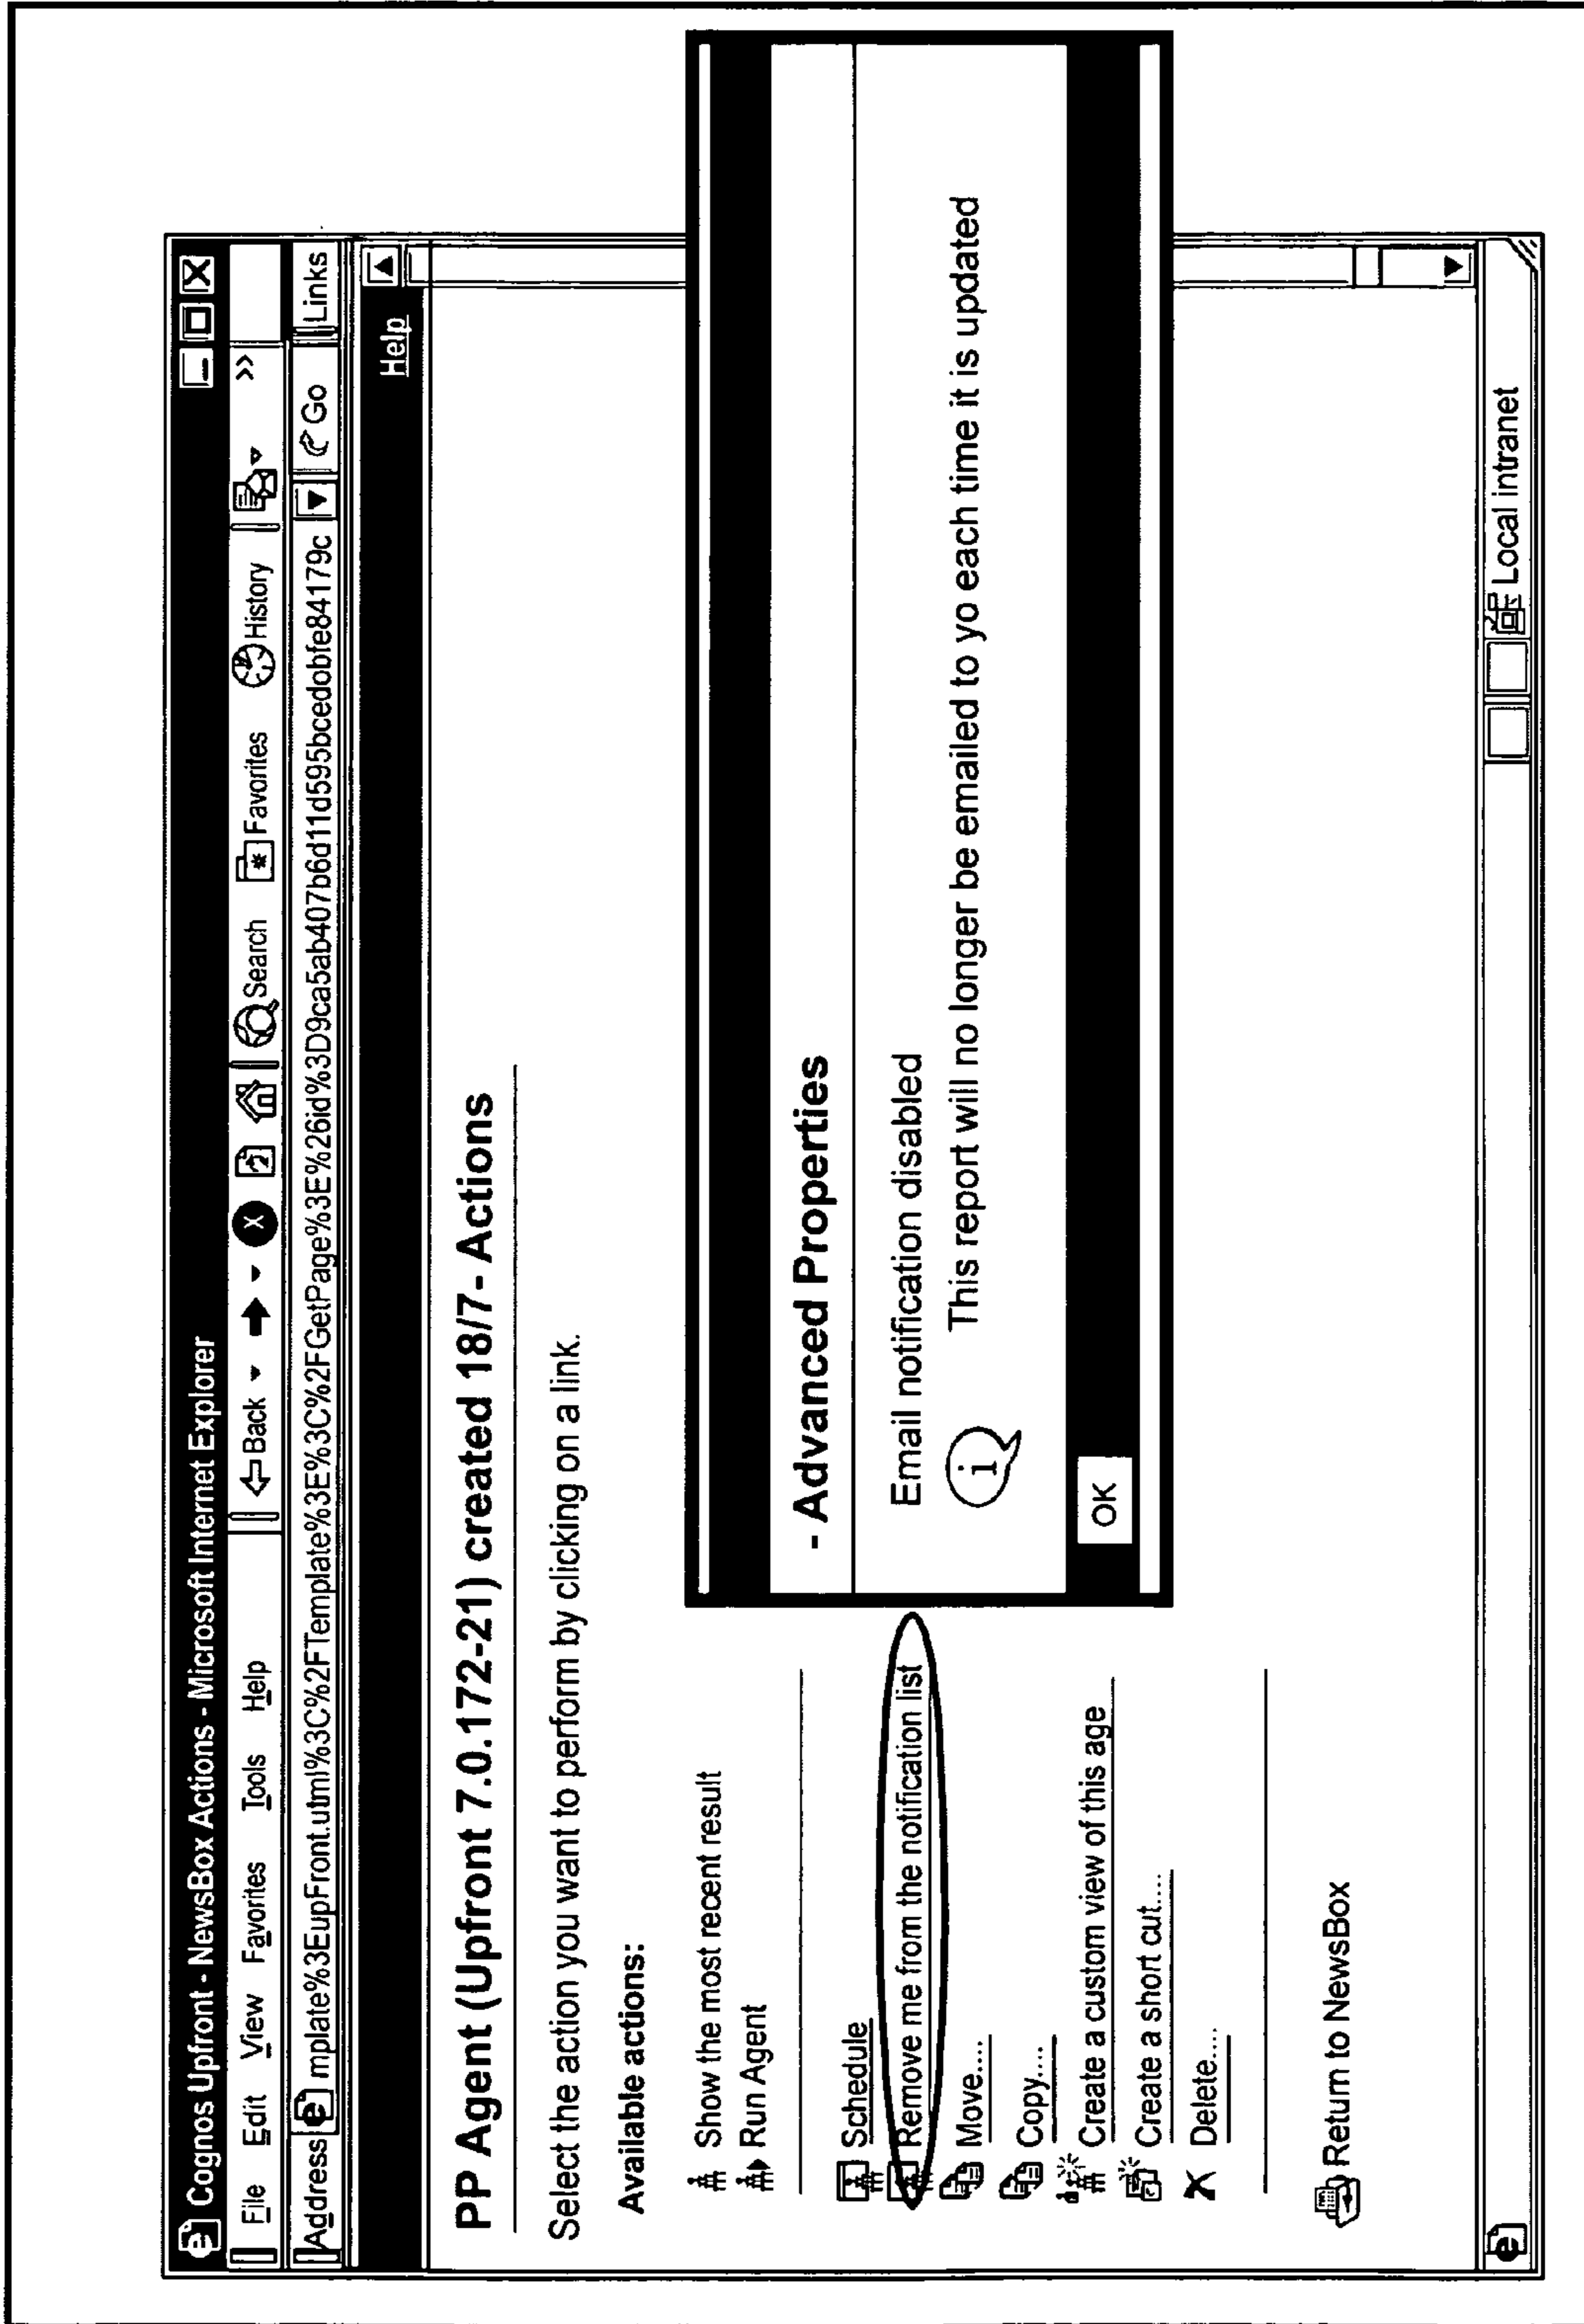 Cognos Upfront - NewsBox Actions - Microsoft Internet Explorer
File Edit View Favorites Tools Help Back Search Favorites History >>
Address mplate%3EupFront.utml%3C%2FTemplate%3E%3C%2FGetPage%3E%26id%3D9ca5ab407b6d11d595bcedobfe84179c Go Links
Help
PP Agent (Upfront 7.0.172-21) created 18/7- Actions
Select the action you want to perform by clicking on a link.
Available actions:
Show the most recent result
Run Agent
Schedule
Remove me from the notification list
Move....
Copy....
Create a custom view of this age
Create a short cut....
Delete....
Return to NewsBox
- Advanced Properties
Email notification disabled
This report will no longer be emailed to yo each time it is updated
OK
Local intranet